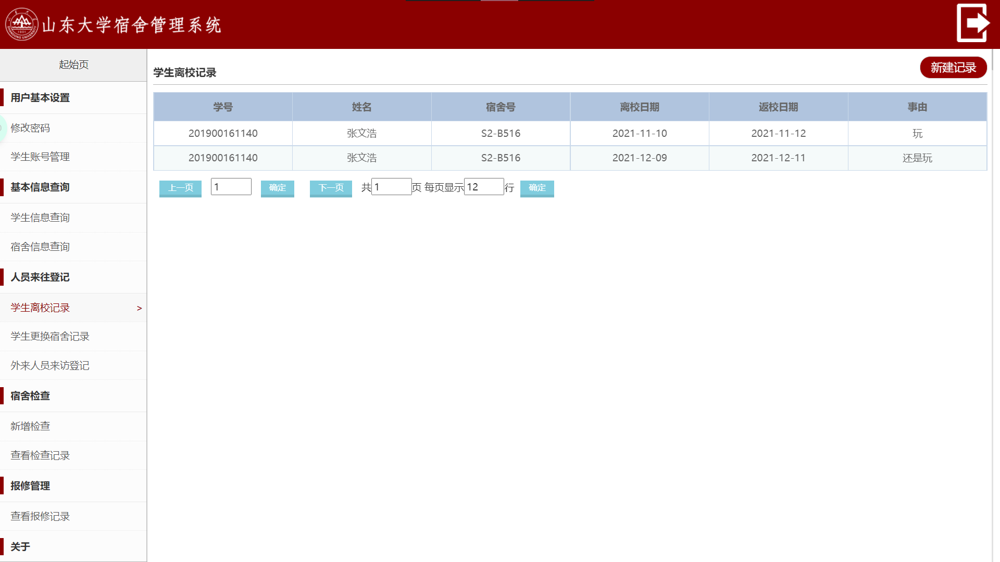 山东大学宿舍管理系统
起始页
用户基本设置
修改密码
学生账号管理
基本信息查询
学生信息查询
宿舍信息查询
人员来往登记
学生离校记录 >
学生更换宿舍记录
外来人员来访登记
宿舍检查
新增检查
查看检查记录
报修管理
查看报修记录
关于
学生离校记录
新建记录
学号 姓名 宿舍号 离校日期 返校日期 事由
201900161140 张文浩 S2-B516 2021-11-10 2021-11-12 玩
201900161140 张文浩 S2-B516 2021-12-09 2021-12-11 还是玩
上一页 1 确定 下一页 共1页 每页显示12行 确定